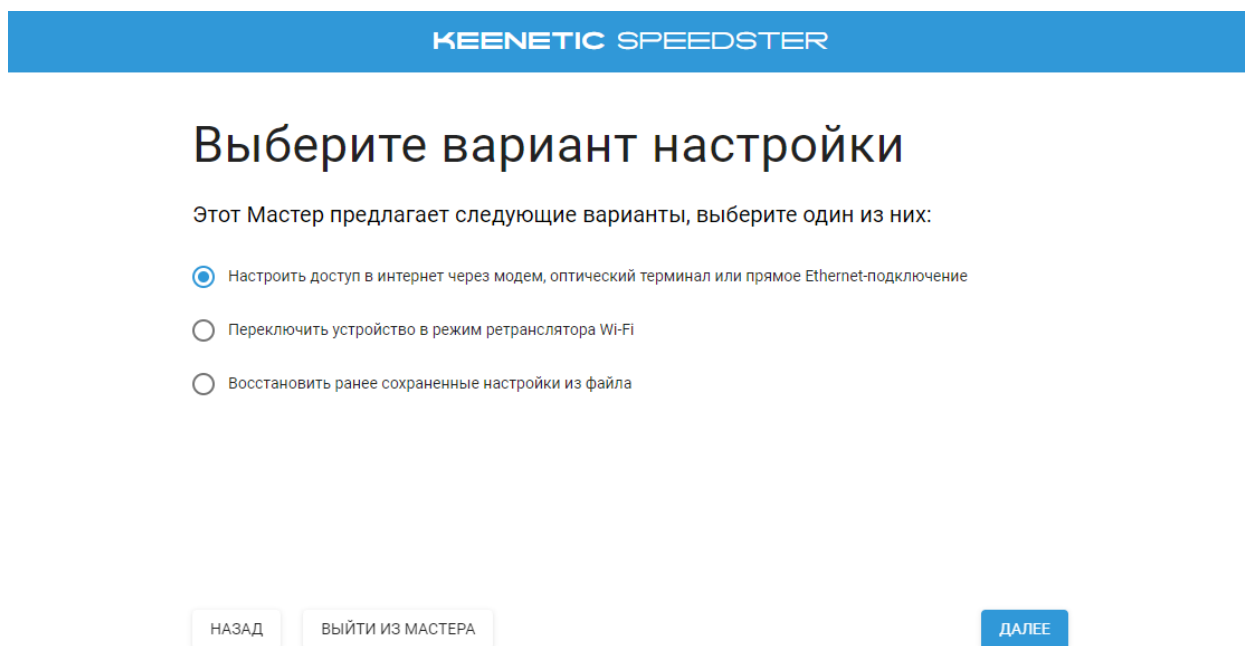 KEENETIC SPEEDSTER
Выберите вариант настройки
Этот Мастер предлагает следующие варианты, выберите один из них:
Настроить доступ в интернет через модем, оптический терминал или прямое Ethernet-подключение
Переключить устройство в режим ретранслятора Wi-Fi
Восстановить ранее сохраненные настройки из файла
НАЗАД ВЫЙТИ ИЗ МАСТЕРА ДАЛЕЕ